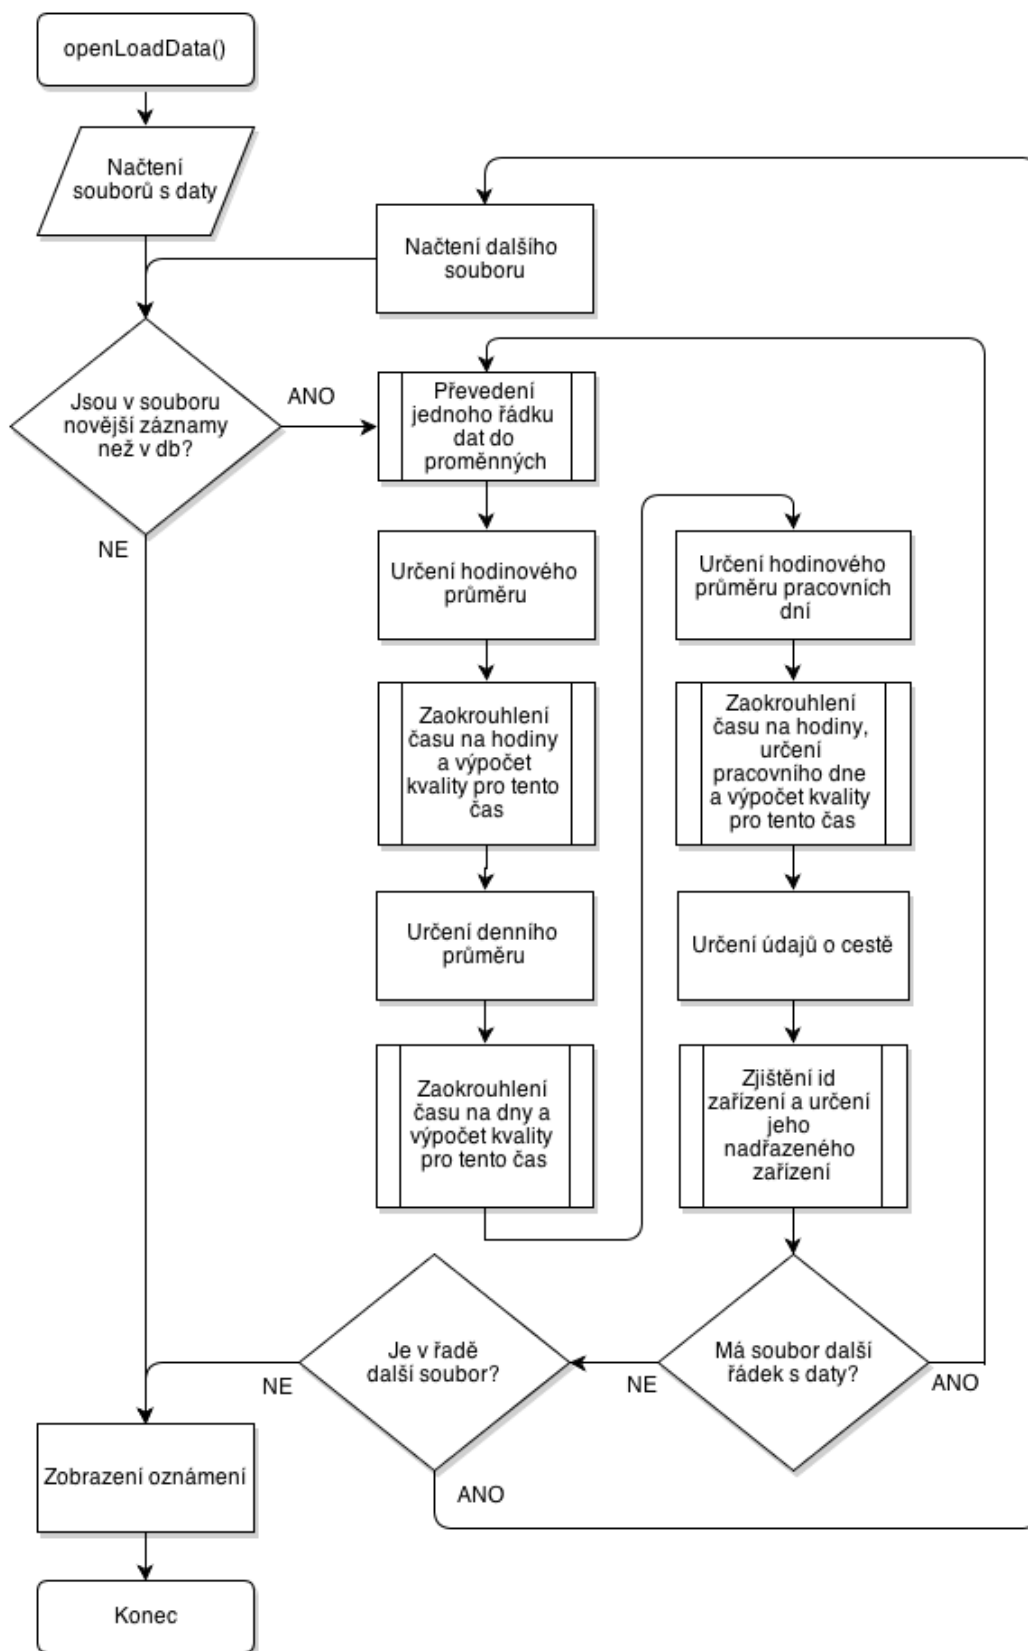 openLoadData()
Načtení
souborů s daty
Načtení dalšího
souboru
Jsou v souboru
novější záznamy
než v db?
ANO
NE
Převedení
jednoho řádku
dat do
proměnných
Určení hodinového
průměru
Zaokrouhlení
času na hodiny
a výpočet
kvality pro tento
čas
Určení denního
průměru
Zaokrouhlení
času na dny a
výpočet kvality
pro tento čas
Určení hodinového
průměru pracovních
dní
Zaokrouhlení
času na hodiny,
určení
pracovního dne
a výpočet kvality
pro tento čas
Určení údajů o cestě
Zjištění id
zařízení a určení
jeho
nadřazeného
zařízení
Má soubor další
řádek s daty?
ANO
NE
Je v řadě
další soubor?
NE
ANO
Zobrazení oznámení
Konec